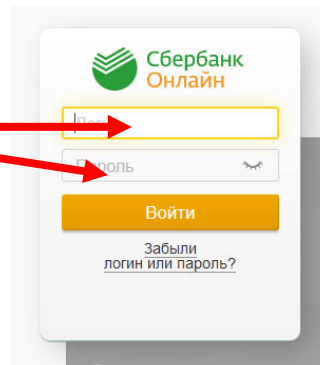 Сбербанк
Онлайн
Пароль
Войти
Забыли
логин или пароль?